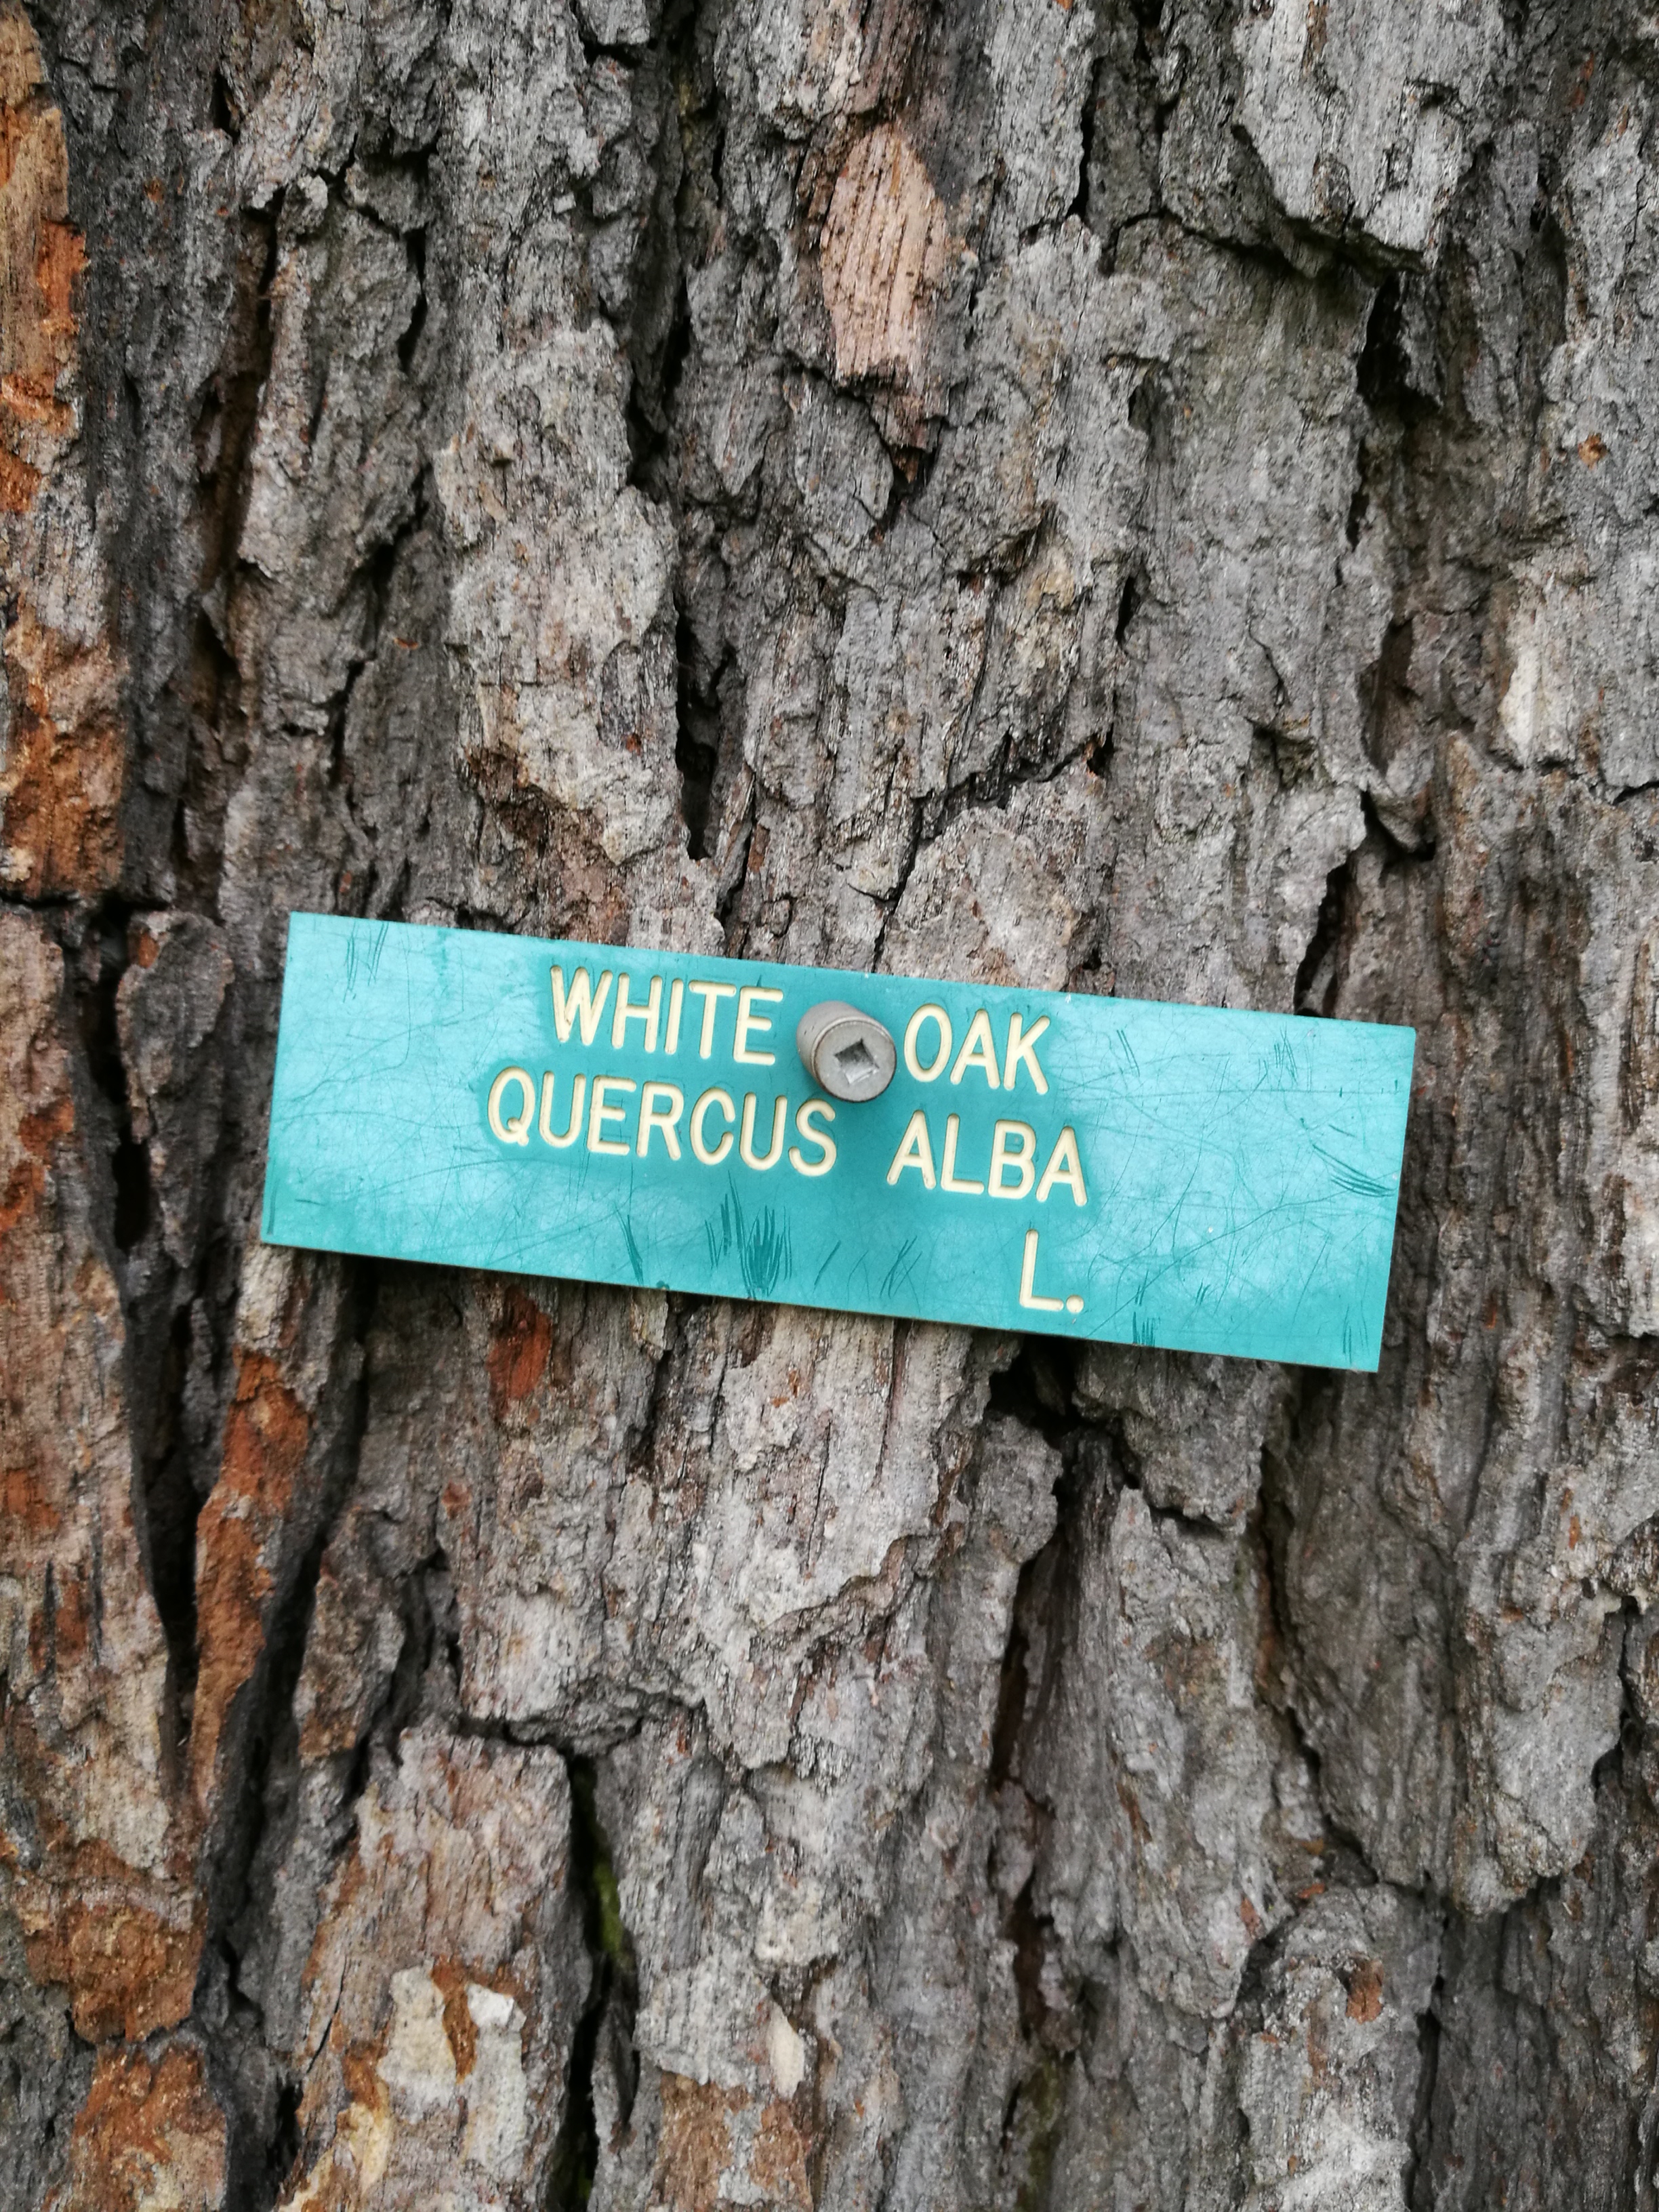 WHITE OAK
QUERCUS ALBA
L.